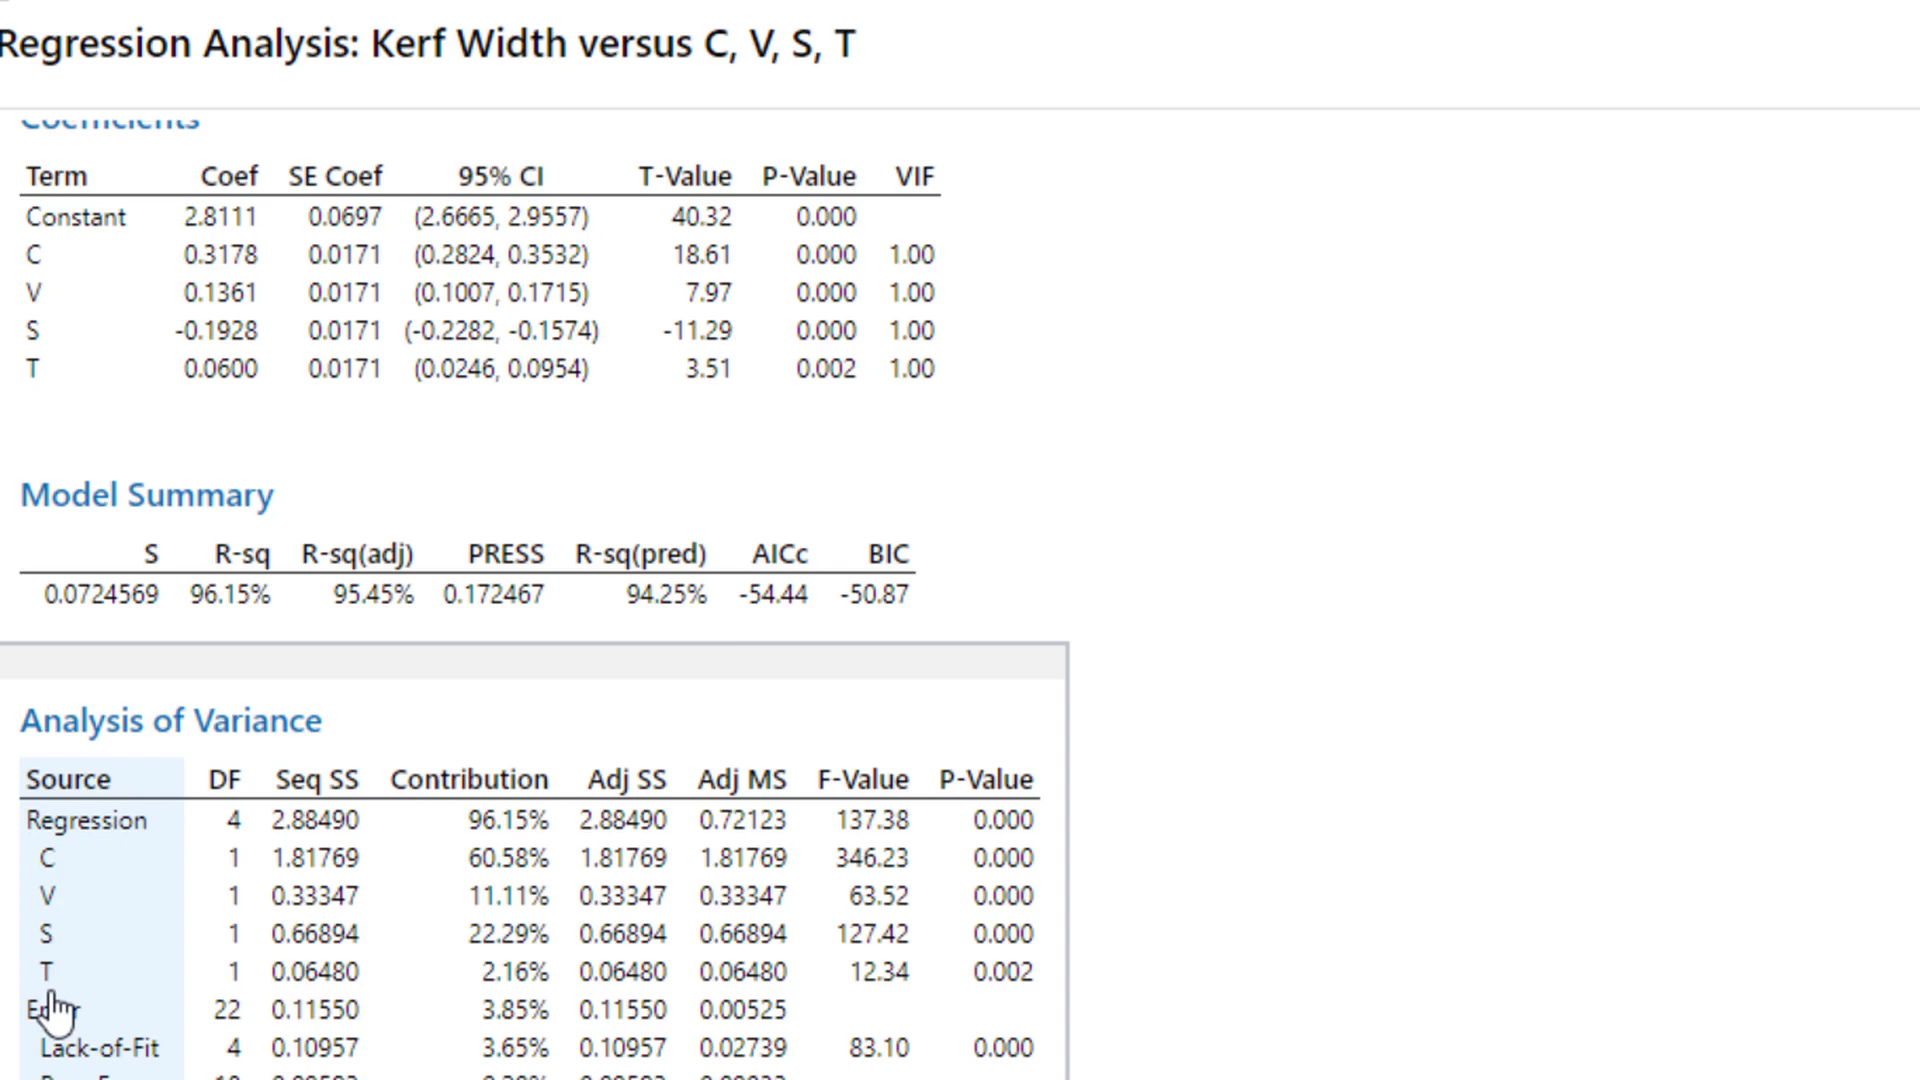 Regression Analysis: Kerf Width versus C, V, S, T
Coefficients
Term Coef SE Coef 95% CI T-Value P-Value VIF
Constant 2.8111 0.0697 (2.6665, 2.9557) 40.32 0.000
C 0.3178 0.0171 (0.2824, 0.3532) 18.61 0.000 1.00
V 0.1361 0.0171 (0.1007, 0.1715) 7.97 0.000 1.00
S -0.1928 0.0171 (-0.2282, -0.1574) -11.29 0.000 1.00
T 0.0600 0.0171 (0.0246, 0.0954) 3.51 0.002 1.00
Model Summary
S R-sq R-sq(adj) PRESS R-sq(pred) AICc BIC
0.0724569 96.15% 95.45% 0.172467 94.25% -54.44 -50.87
Analysis of Variance
Source DF Seq SS Contribution Adj SS Adj MS F-Value P-Value
Regression 4 2.88490 96.15% 2.88490 0.72123 137.38 0.000
C 1 1.81769 60.58% 1.81769 1.81769 346.23 0.000
V 1 0.33347 11.11% 0.33347 0.33347 63.52 0.000
S 1 0.66894 22.29% 0.66894 0.66894 127.42 0.000
T 1 0.06480 2.16% 0.06480 0.06480 12.34 0.002
Error 22 0.11550 3.85% 0.11550 0.00525
Lack-of-Fit 4 0.10957 3.65% 0.10957 0.02739 83.10 0.000